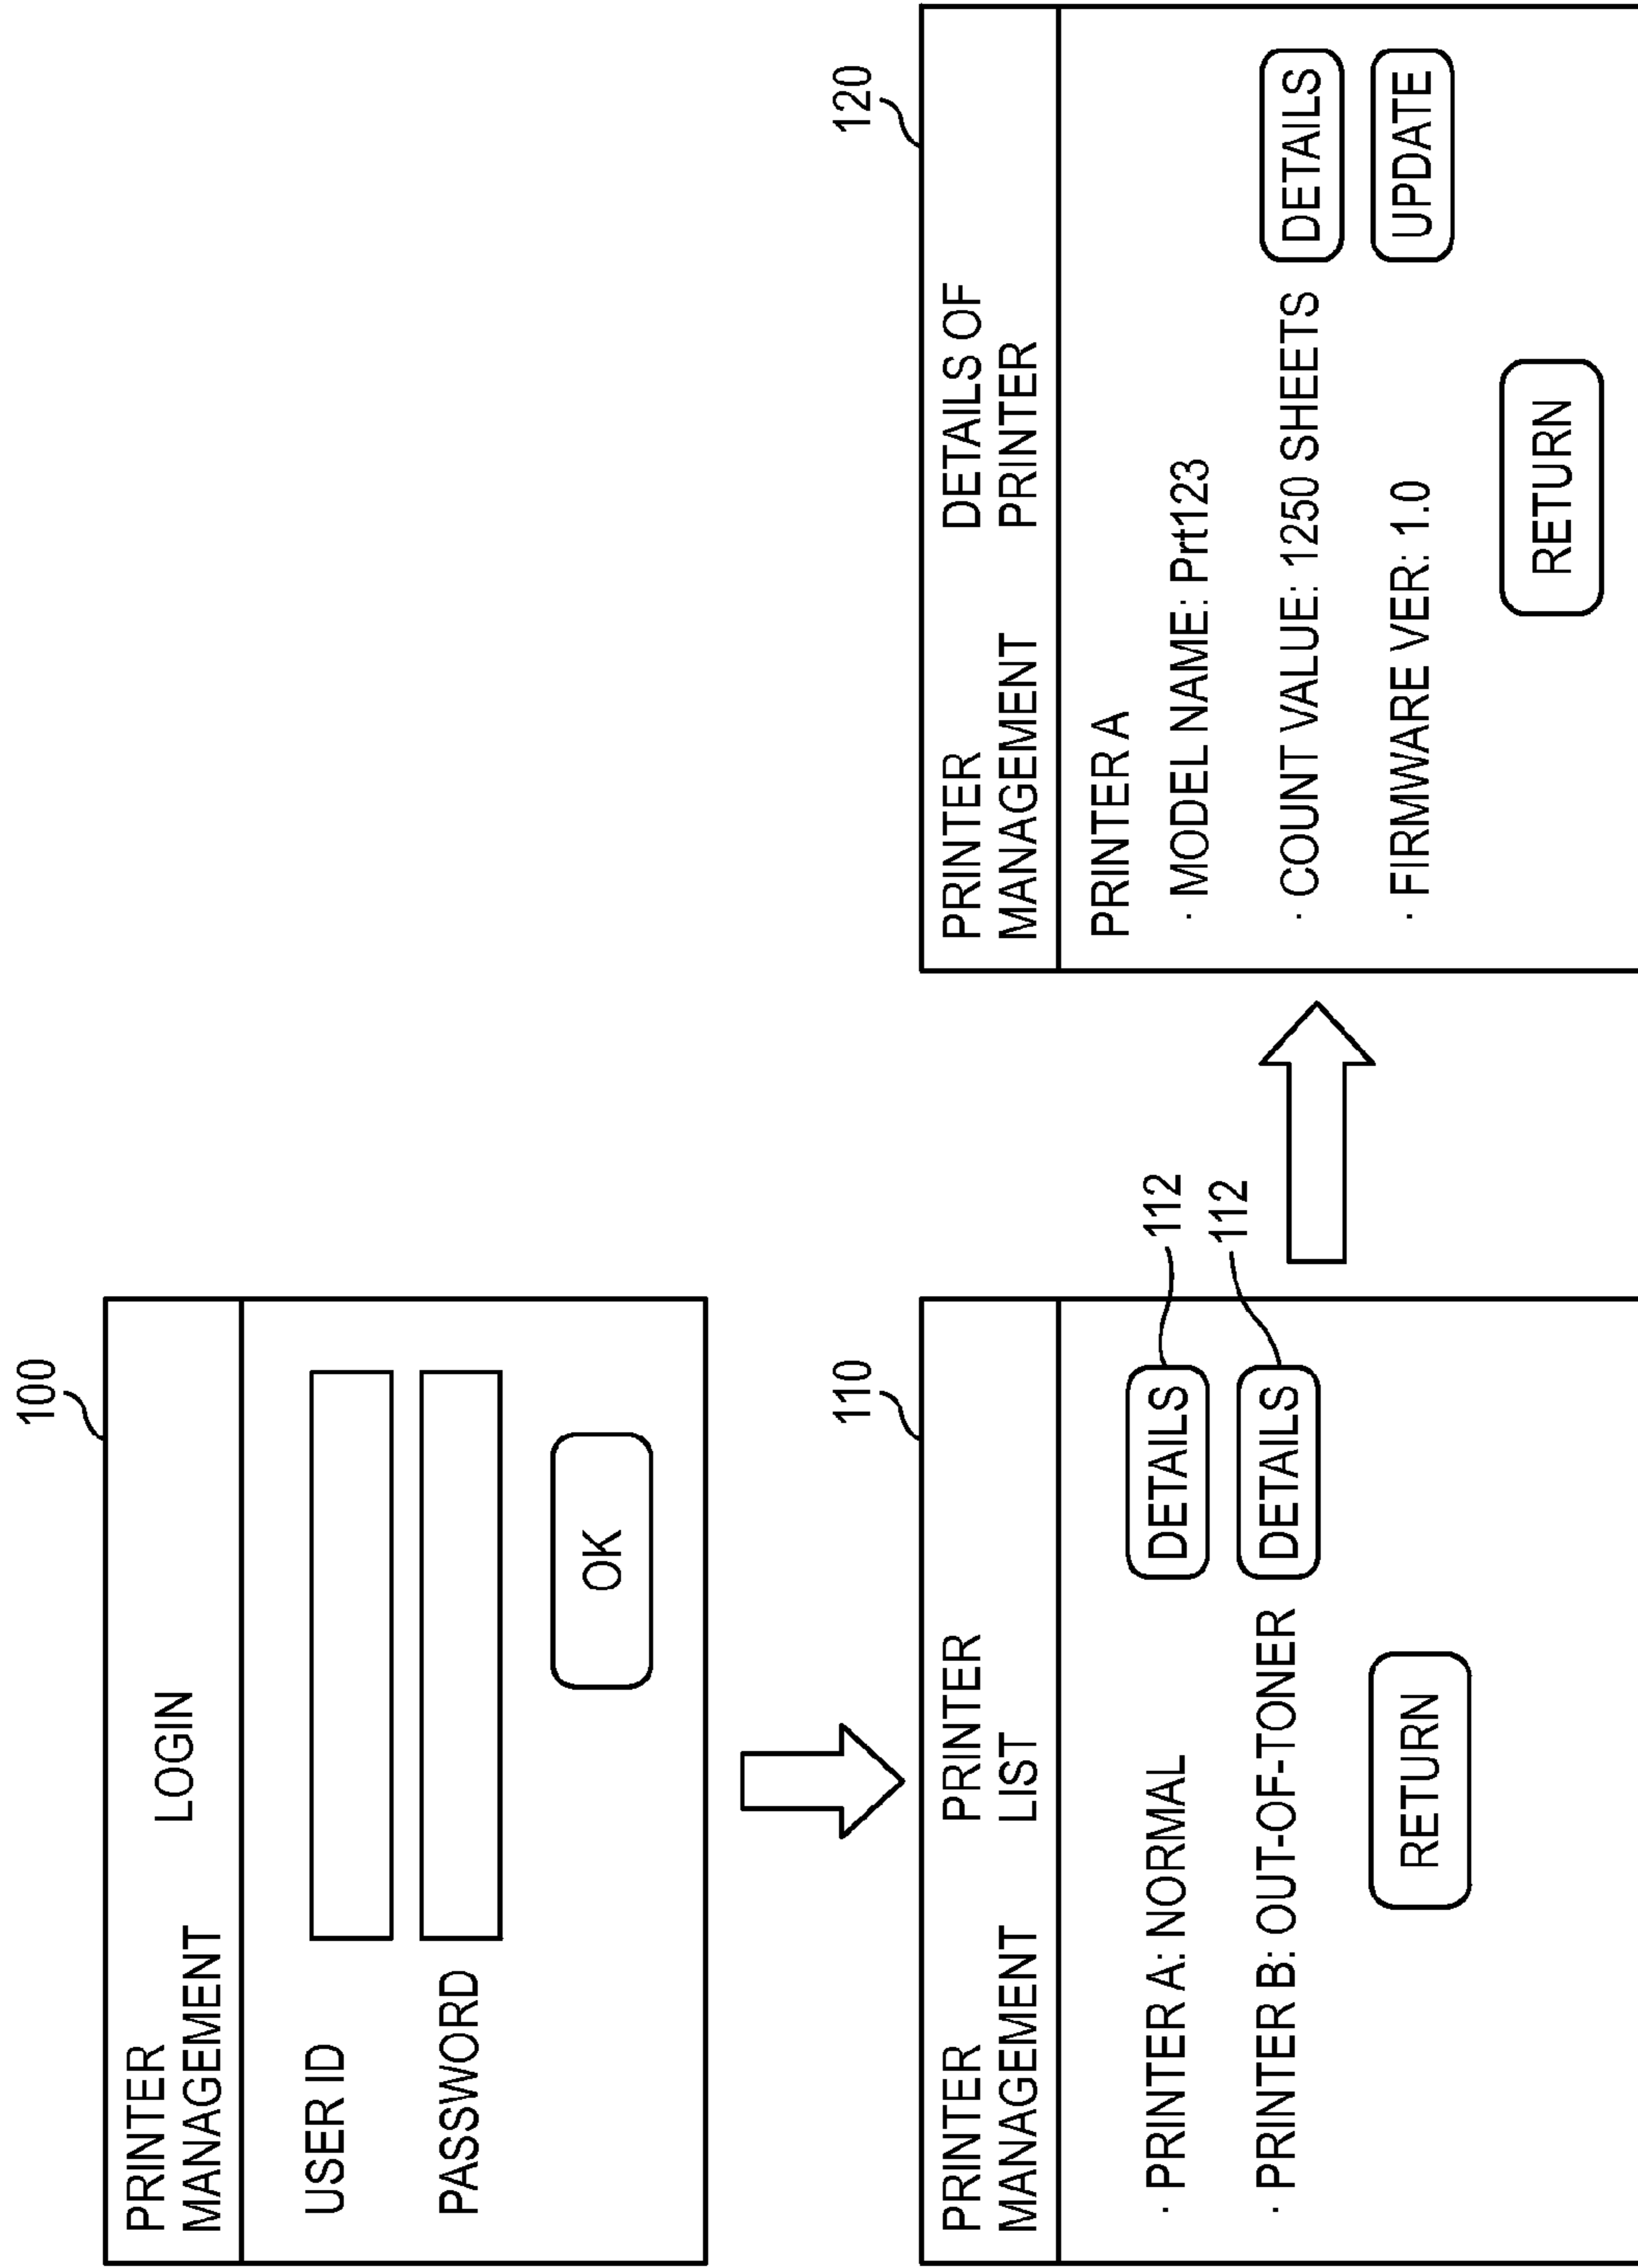 100
PRINTER
MANAGEMENT
LOGIN
USER ID
PASSWORD
OK
110
PRINTER
MANAGEMENT
PRINTER
LIST
· PRINTER A: NORMAL
DETAILS
112
· PRINTER B: OUT-OF-TONER
DETAILS
112
RETURN
120
PRINTER
MANAGEMENT
DETAILS OF
PRINTER
PRINTER A
· MODEL NAME: Prt123
· COUNT VALUE: 1250 SHEETS
DETAILS
· FIRMWARE VER: 1.0
UPDATE
RETURN